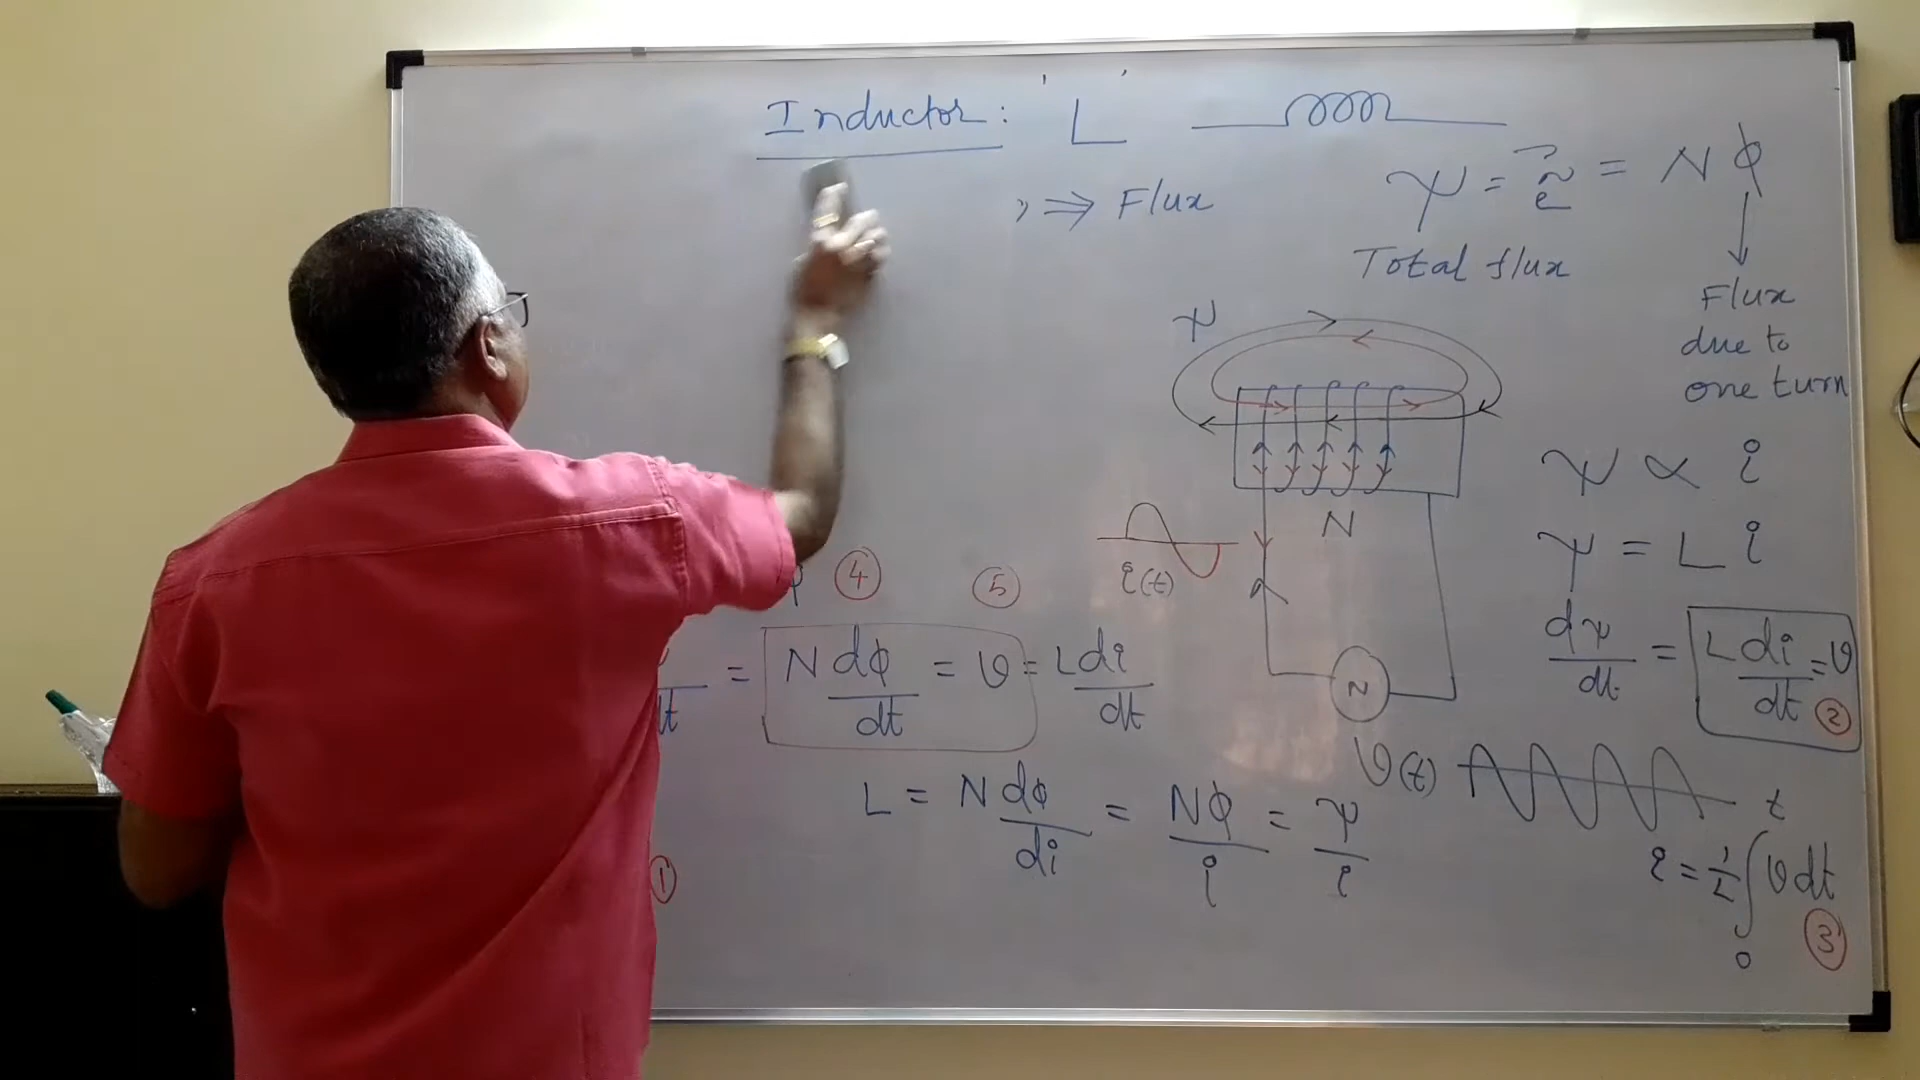 Inductor: 'L'
⇒ Flux
ψ = = Nϕ
Total flux
Flux
due to
one turn
ψ
N
i(t)
ψ ∝ i
ψ = L i
dψ/dt = L di/dt = v ②
④ ⑤
= N dϕ/dt = v = L di/dt
v(t)
t
L = N dϕ/di = Nϕ/i = ψ/i
i = 1/L ∫ v dt
0
③
①